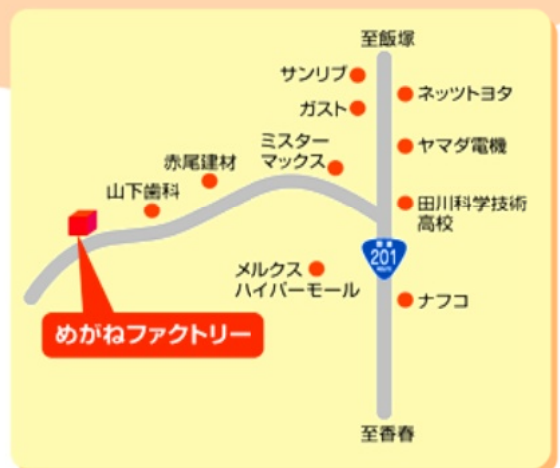 至飯塚
サンリブ
ネッツトヨタ
ガスト
ミスター
マックス
ヤマダ電機
赤尾建材
山下歯科
田川科学技術
高校
201
ROUTE
メルクス
ハイパーモール
ナフコ
めがねファクトリー
至香春